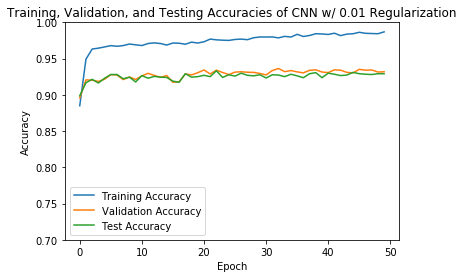 Training, Validation, and Testing Accuracies of CNN w/ 0.01 Regularization
1.00
0.95
0.90
0.85
0.80
0.75
0.70
Accuracy
Training Accuracy
Validation Accuracy
Test Accuracy
0 10 20 30 40 50
Epoch